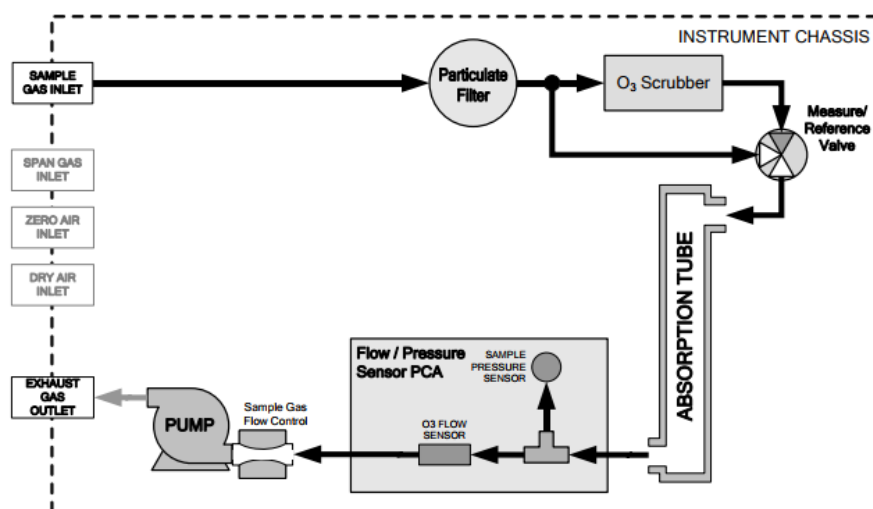 INSTRUMENT CHASSIS
SAMPLE
GAS INLET
Particulate
Filter
O3 Scrubber
Measure/
Reference
Valve
SPAN GAS
INLET
ZERO AIR
INLET
DRY AIR
INLET
ABSORPTION TUBE
Flow / Pressure
Sensor PCA
SAMPLE
PRESSURE
SENSOR
EXHAUST
GAS
OUTLET
PUMP
Sample Gas
Flow Control
O3 FLOW
SENSOR